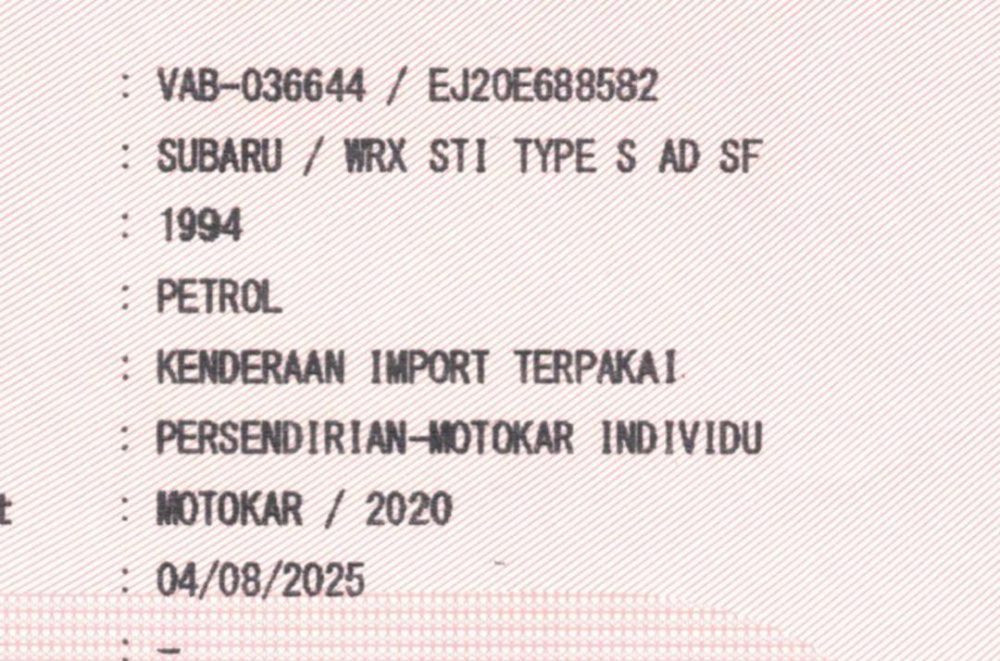 : VAB-036644 / EJ20E688582
: SUBARU / WRX STI TYPE S AD SF
: 1994
: PETROL
: KENDERAAN IMPORT TERPAKAI
: PERSENDIRIAN-MOTOKAR INDIVIDU
t : MOTOKAR / 2020
: 04/08/2025
: -